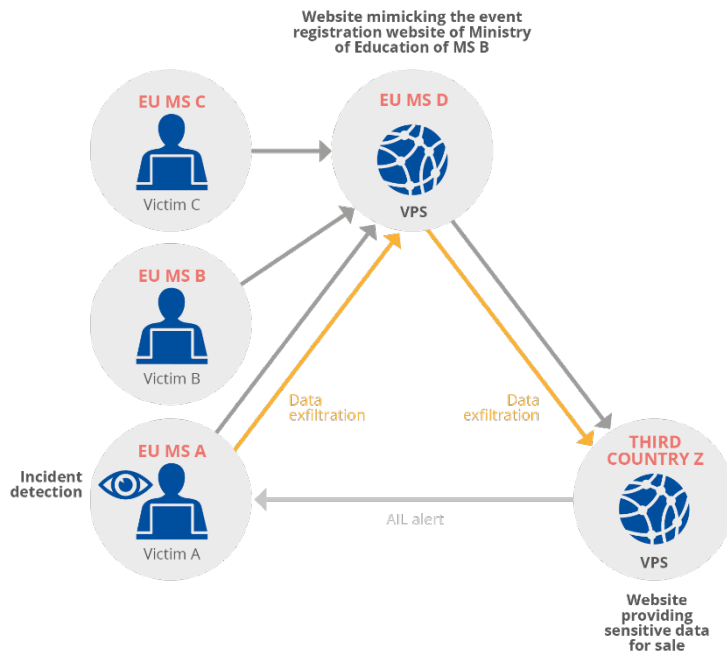 Website mimicking the event
registration website of Ministry
of Education of MS B
EU MS C
Victim C
EU MS D
VPS
EU MS B
Victim B
Data
exfiltration
Data
exfiltration
EU MS A
Incident
detection
Victim A
AIL alert
THIRD
COUNTRY Z
VPS
Website
providing
sensitive data
for sale